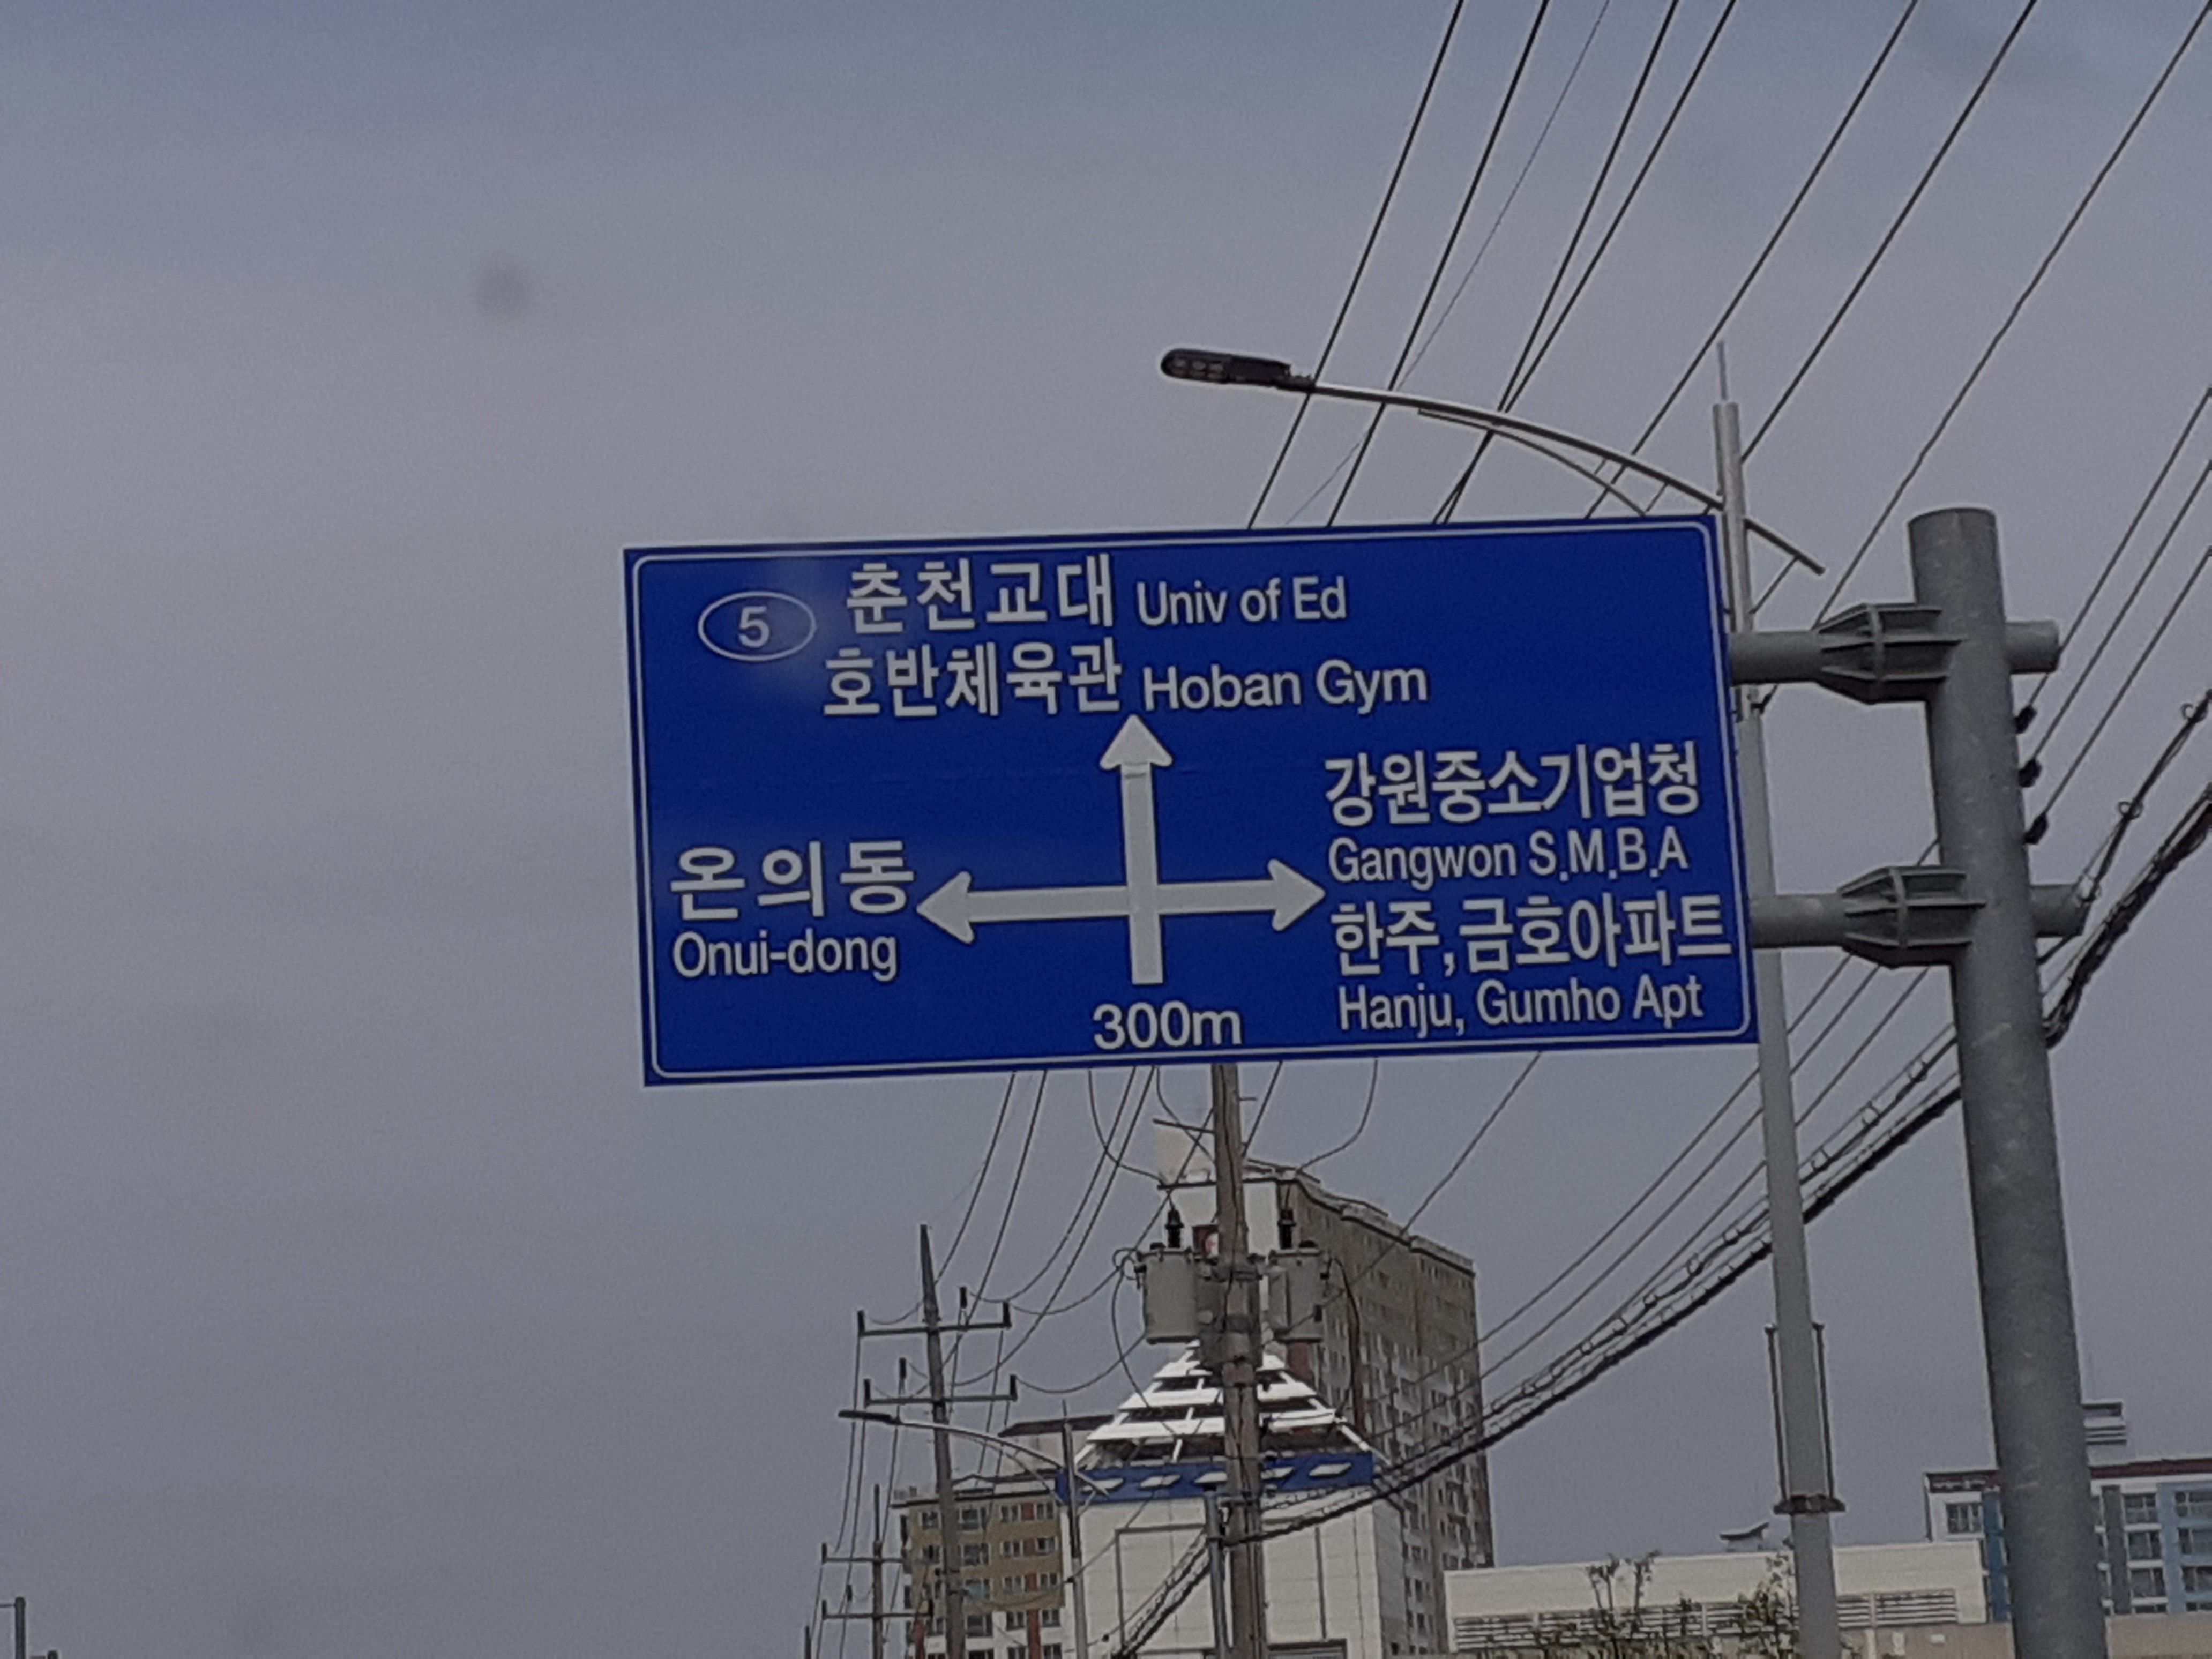 5
춘천교대 Univ of Ed
호반체육관 Hoban Gym
온의동
Onui-dong
강원중소기업청
Gangwon S.M.B.A
한주,금호아파트
Hanju, Gumho Apt
300m